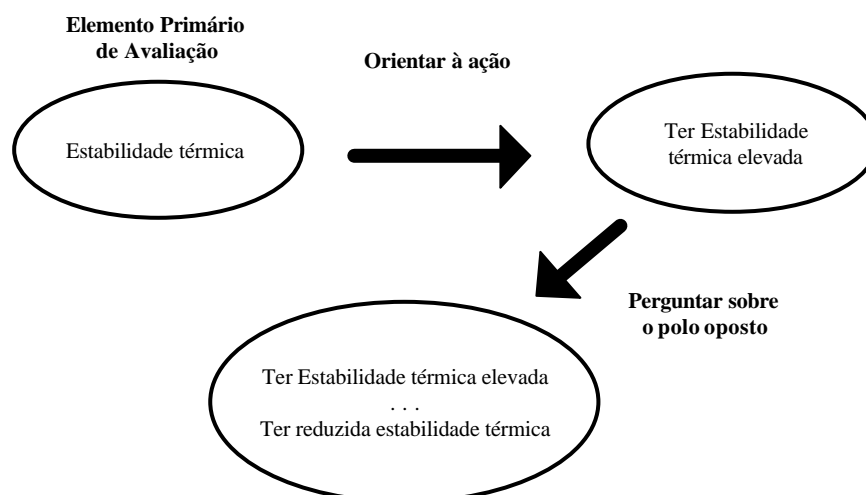 Elemento Primário
de Avaliação
Orientar à ação
Estabilidade térmica
Ter Estabilidade
térmica elevada
Perguntar sobre
o polo oposto
Ter Estabilidade térmica elevada
. . .
Ter reduzida estabilidade térmica